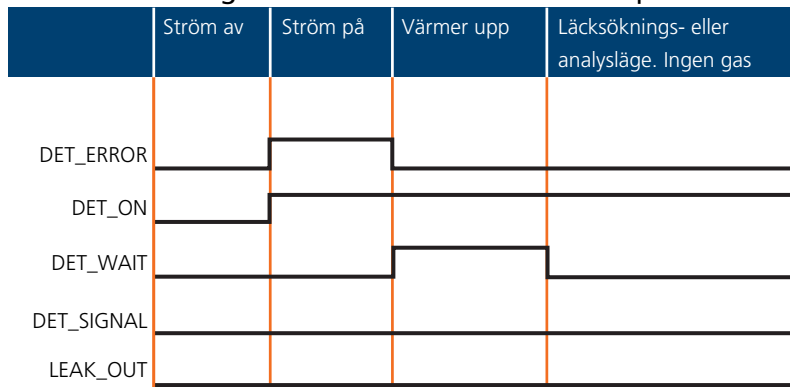 Ström av
Ström på
Värmer upp
Läcksöknings- eller
analysläge. Ingen gas
DET_ERROR
DET_ON
DET_WAIT
DET_SIGNAL
LEAK_OUT